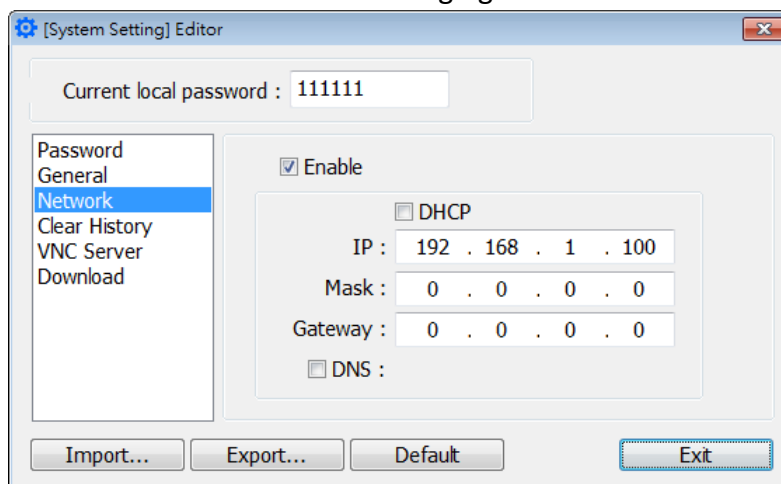 [System Setting] Editor
Current local password : 111111
Password
General
Network
Clear History
VNC Server
Download
Enable
DHCP
IP : 192 . 168 . 1 . 100
Mask : 0 . 0 . 0 . 0
Gateway : 0 . 0 . 0 . 0
DNS :
Import... Export... Default Exit